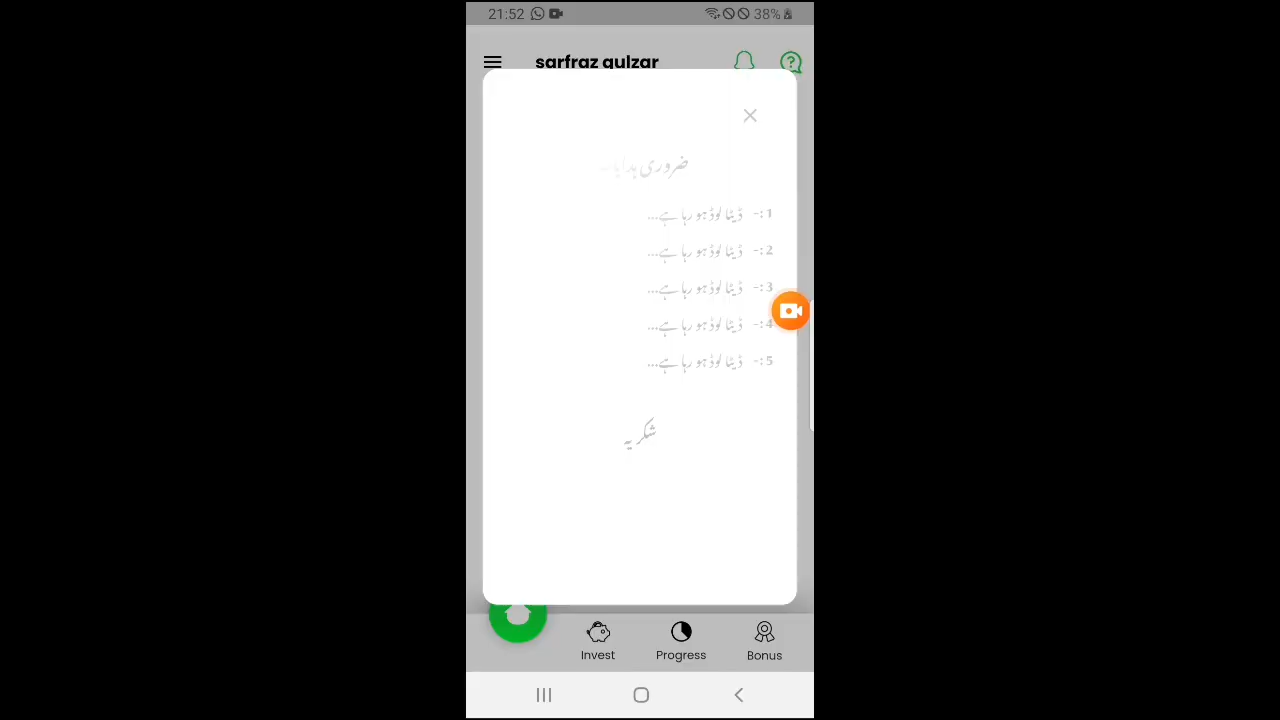 21:52 38%
sarfraz gulzar
ضروری ہدایات
1:- ڈیٹا لوڈ ہو رہا ہے...
2:- ڈیٹا لوڈ ہو رہا ہے...
3:- ڈیٹا لوڈ ہو رہا ہے...
4:- ڈیٹا لوڈ ہو رہا ہے...
5:- ڈیٹا لوڈ ہو رہا ہے...
شکریہ
Invest Progress Bonus